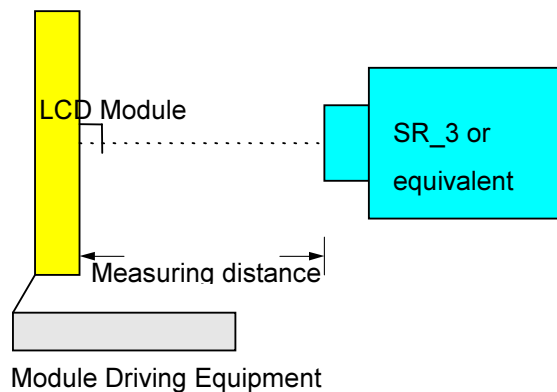 LCD Module
SR_3 or
equivalent
Measuring distance
Module Driving Equipment